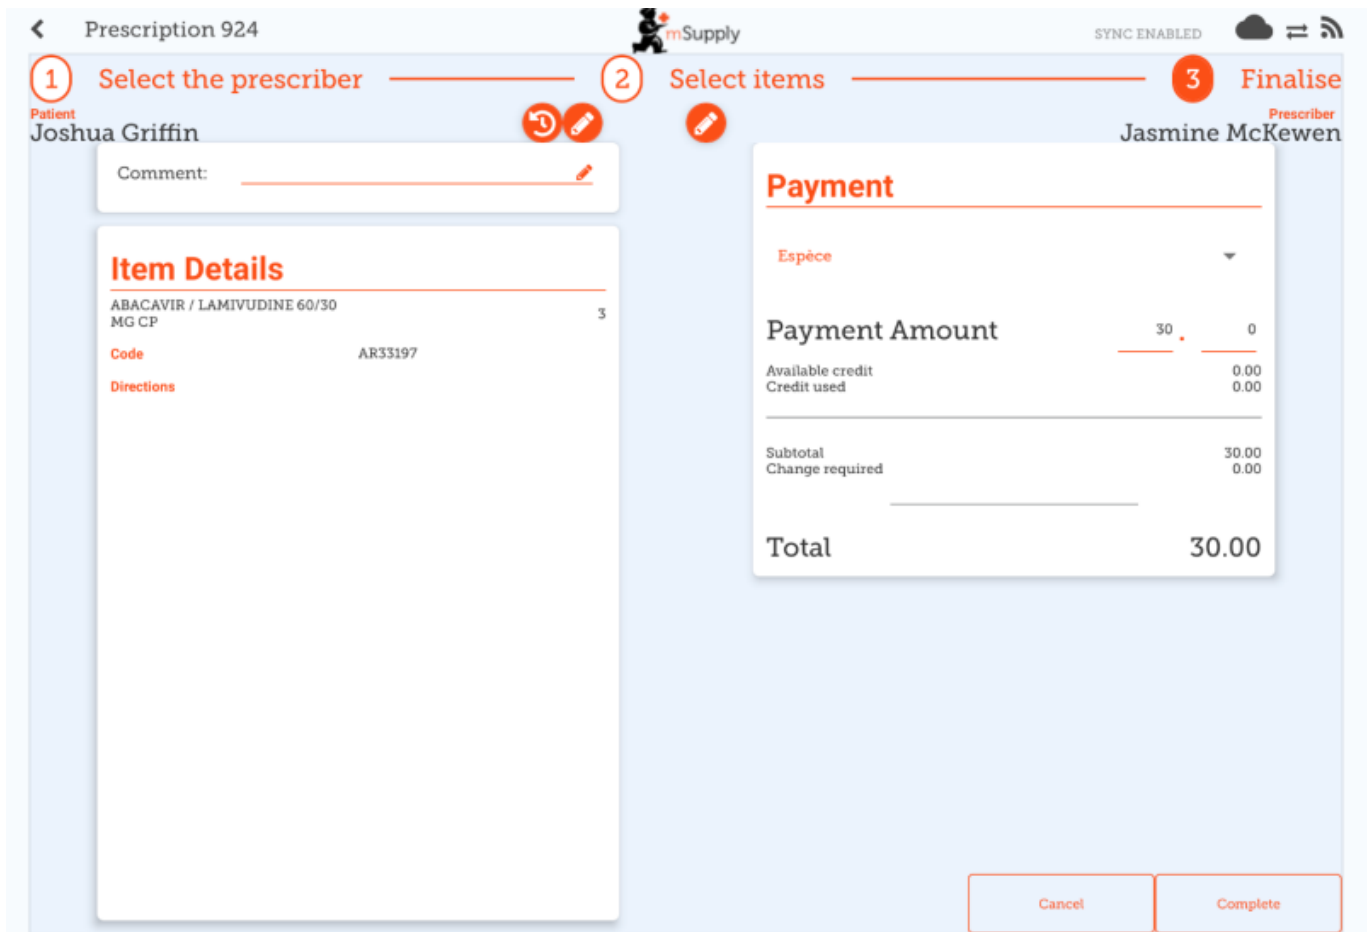 Prescription 924
mSupply
SYNC ENABLED
1 Select the prescriber
2 Select items
3 Finalise
Patient
Joshua Griffin
Prescriber
Jasmine McKewen
Comment:
Item Details
ABACAVIR / LAMIVUDINE 60/30
MG CP
3
Code AR33197
Directions
Payment
Espèce
Payment Amount 30 . 0
Available credit 0.00
Credit used 0.00
Subtotal 30.00
Change required 0.00
Total 30.00
Cancel
Complete